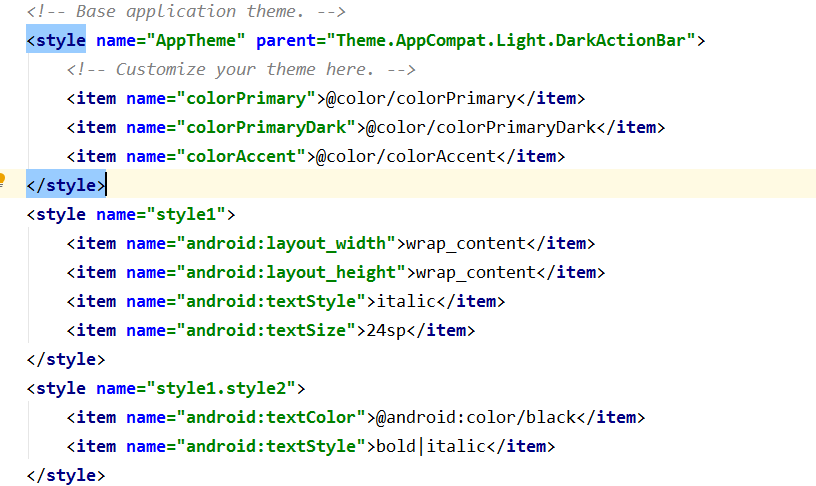 <!-- Base application theme. -->
<style name="AppTheme" parent="Theme.AppCompat.Light.DarkActionBar">
    <!-- Customize your theme here. -->
    <item name="colorPrimary">@color/colorPrimary</item>
    <item name="colorPrimaryDark">@color/colorPrimaryDark</item>
    <item name="colorAccent">@color/colorAccent</item>
</style>
<style name="style1">
    <item name="android:layout_width">wrap_content</item>
    <item name="android:layout_height">wrap_content</item>
    <item name="android:textStyle">italic</item>
    <item name="android:textSize">24sp</item>
</style>
<style name="style1.style2">
    <item name="android:textColor">@android:color/black</item>
    <item name="android:textStyle">bold|italic</item>
</style>